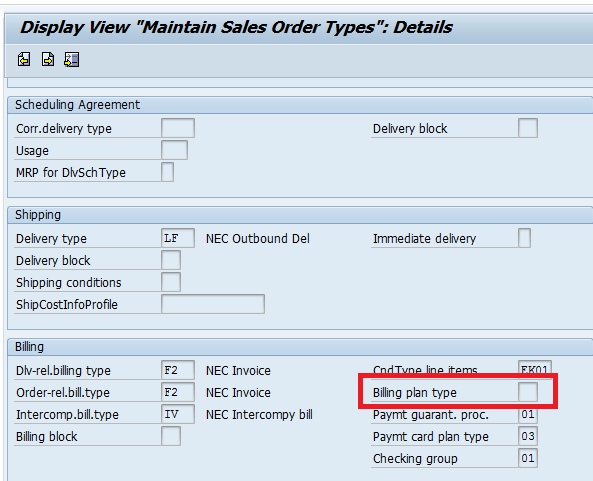 Display View "Maintain Sales Order Types": Details
Scheduling Agreement
Corr.delivery type Delivery block
Usage
MRP for DlvSchType
Shipping
Delivery type LF NEC Outbound Del Immediate delivery
Delivery block
Shipping conditions
ShipCostInfoProfile
Billing
Dlv-rel.billing type F2 NEC Invoice CndType line items EK01
Order-rel.bill.type F2 NEC Invoice Billing plan type
Intercomp.bill.type IV NEC Intercompy bill Paymt guarant. proc. 01
Billing block Paymt card plan type 03
Checking group 01